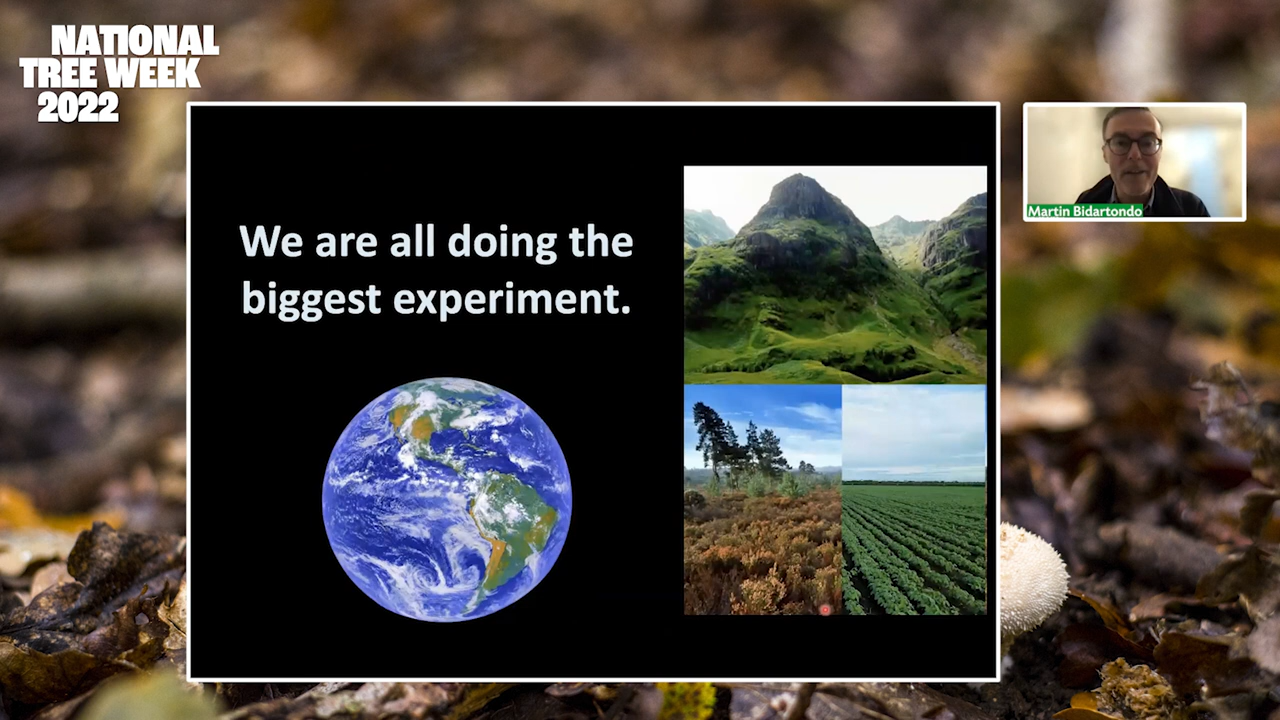 NATIONAL
TREE WEEK
2022
We are all doing the
biggest experiment.
Martin Bidartondo